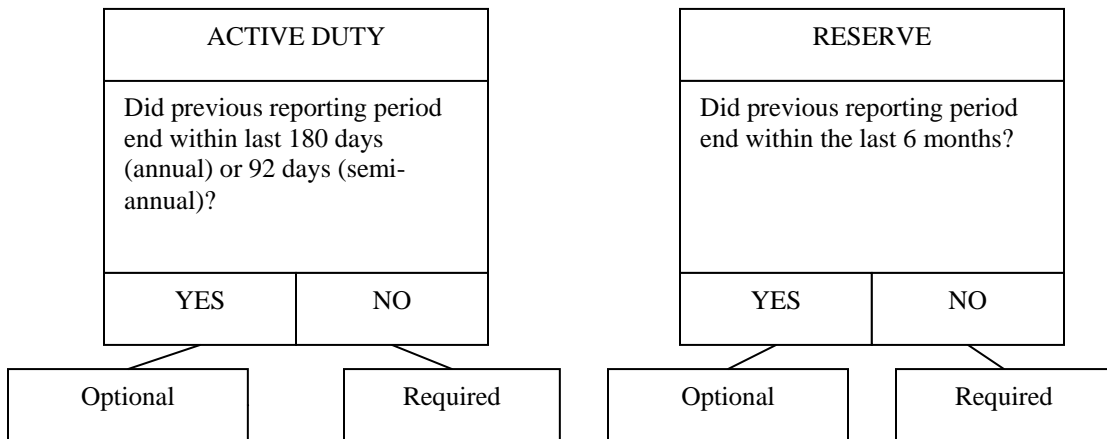 ACTIVE DUTY
Did previous reporting period
end within last 180 days
(annual) or 92 days (semi-
annual)?
YES
NO
Optional
Required
RESERVE
Did previous reporting period
end within the last 6 months?
YES
NO
Optional
Required